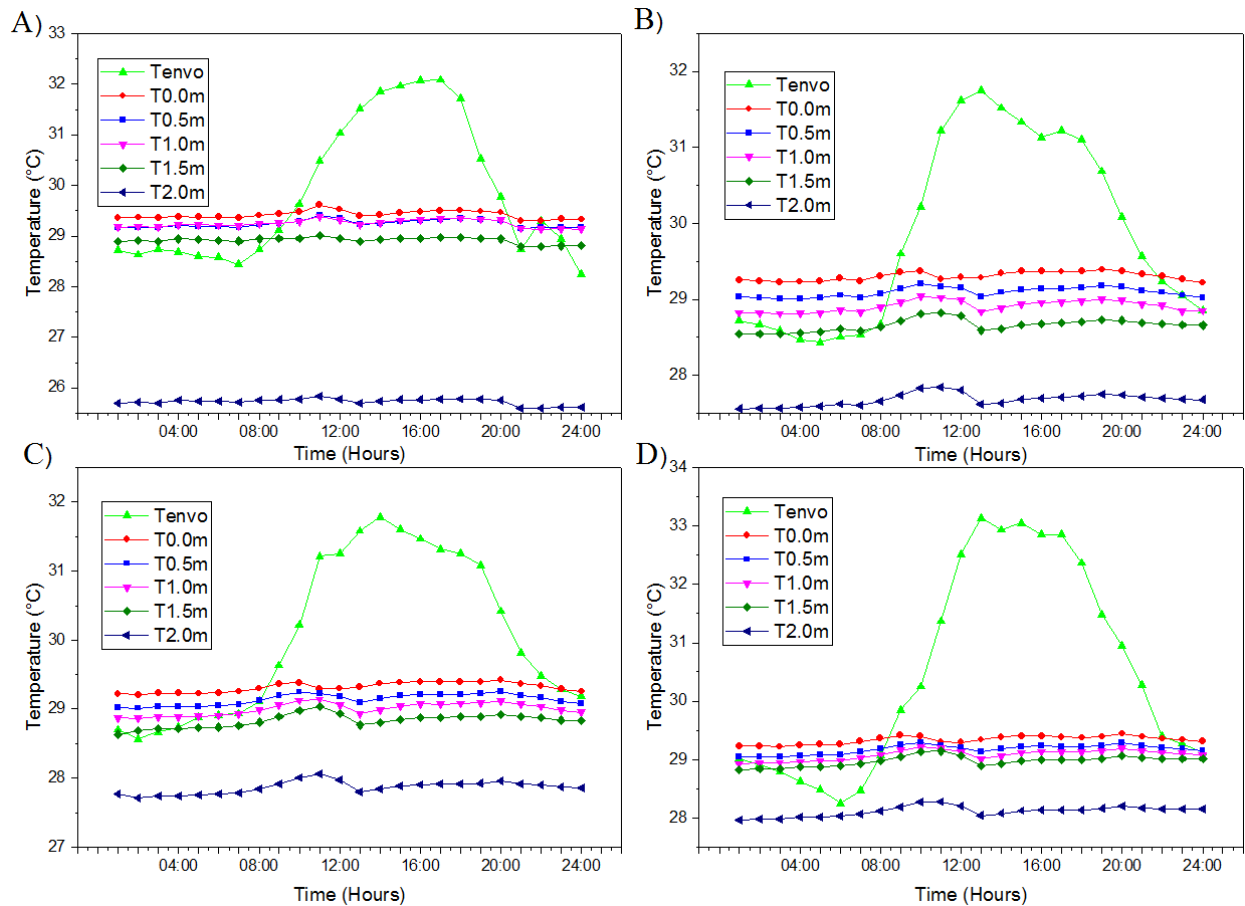 A)
33
32
31
30
29
28
27
26
Temperature (°C)
Tenvo
T0.0m
T0.5m
T1.0m
T1.5m
T2.0m
04:00 08:00 12:00 16:00 20:00 24:00
Time (Hours)
B)
32
31
30
29
28
Temperature (°C)
Tenvo
T0.0m
T0.5m
T1.0m
T1.5m
T2.0m
04:00 08:00 12:00 16:00 20:00 24:00
Time (Hours)
C)
32
31
30
29
28
27
Temperature (°C)
Tenvo
T0.0m
T0.5m
T1.0m
T1.5m
T2.0m
04:00 08:00 12:00 16:00 20:00 24:00
Time (Hours)
D)
34
33
32
31
30
29
28
Temperature (°C)
Tenvo
T0.0m
T0.5m
T1.0m
T1.5m
T2.0m
04:00 08:00 12:00 16:00 20:00 24:00
Time (Hours)